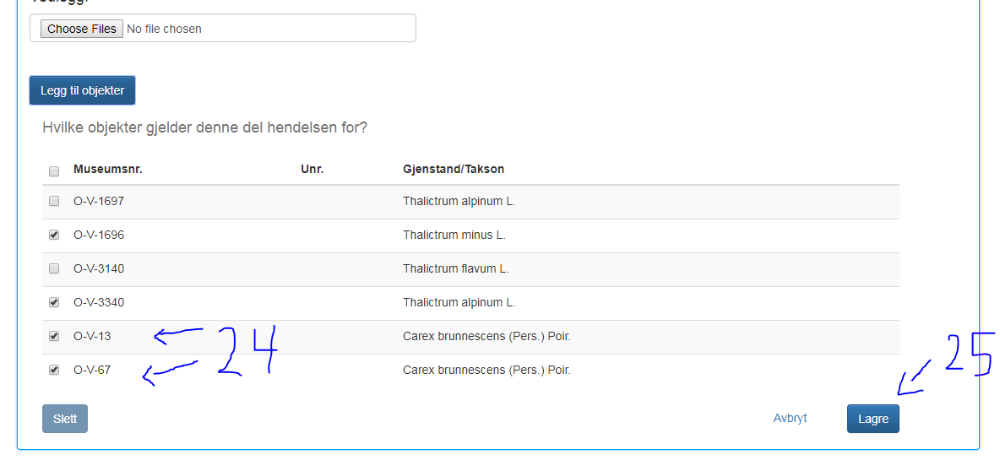 Choose Files No file chosen
Legg til objekter
Hvilke objekter gjelder denne del hendelsen for?
Museumsnr. Unr. Gjenstand/Takson
O-V-1697 Thalictrum alpinum L.
O-V-1696 Thalictrum minus L.
O-V-3140 Thalictrum flavum L.
O-V-3340 Thalictrum alpinum L.
O-V-13 Carex brunnescens (Pers.) Poir.
24
25
O-V-67 Carex brunnescens (Pers.) Poir.
Slett Avbryt Lagre